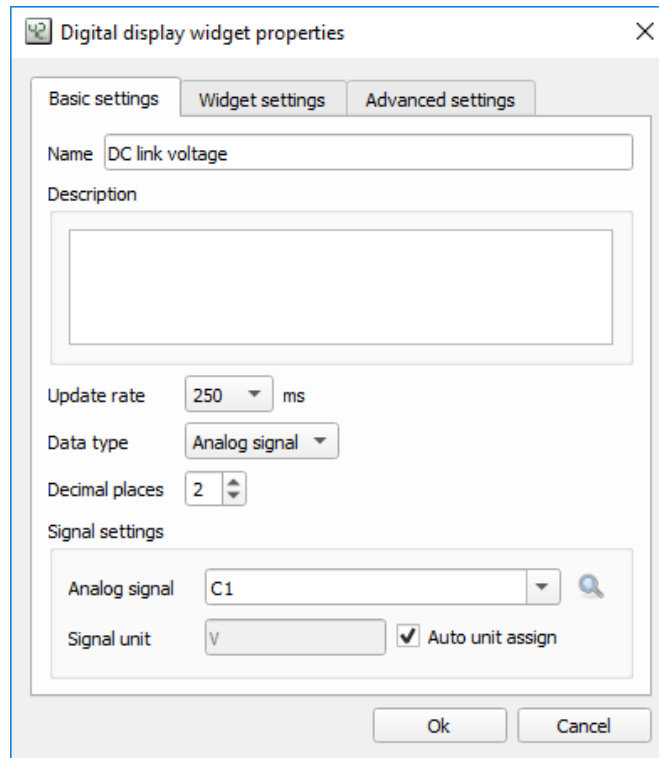 Digital display widget properties
Basic settings Widget settings Advanced settings
Name DC link voltage
Description
Update rate 250 ms
Data type Analog signal
Decimal places 2
Signal settings
Analog signal C1
Signal unit V Auto unit assign
Ok Cancel